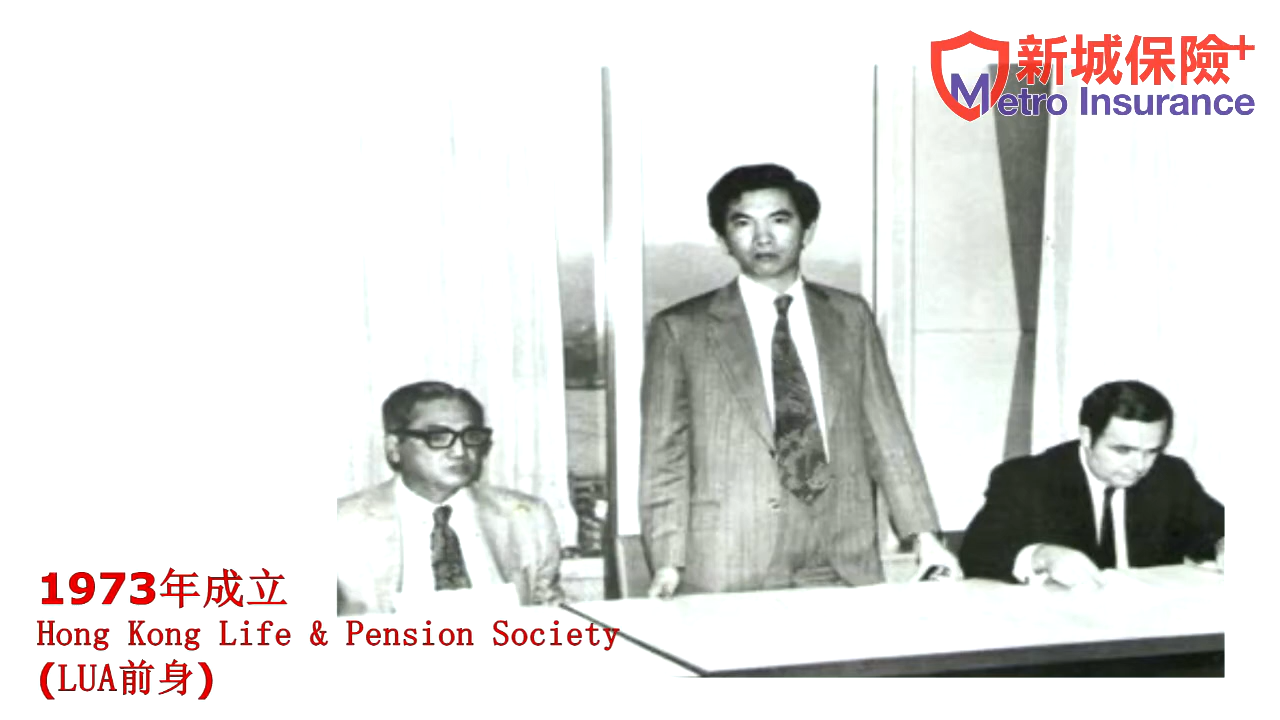 新城保險+
Metro Insurance
1973年成立
Hong Kong Life & Pension Society
(LUA前身)